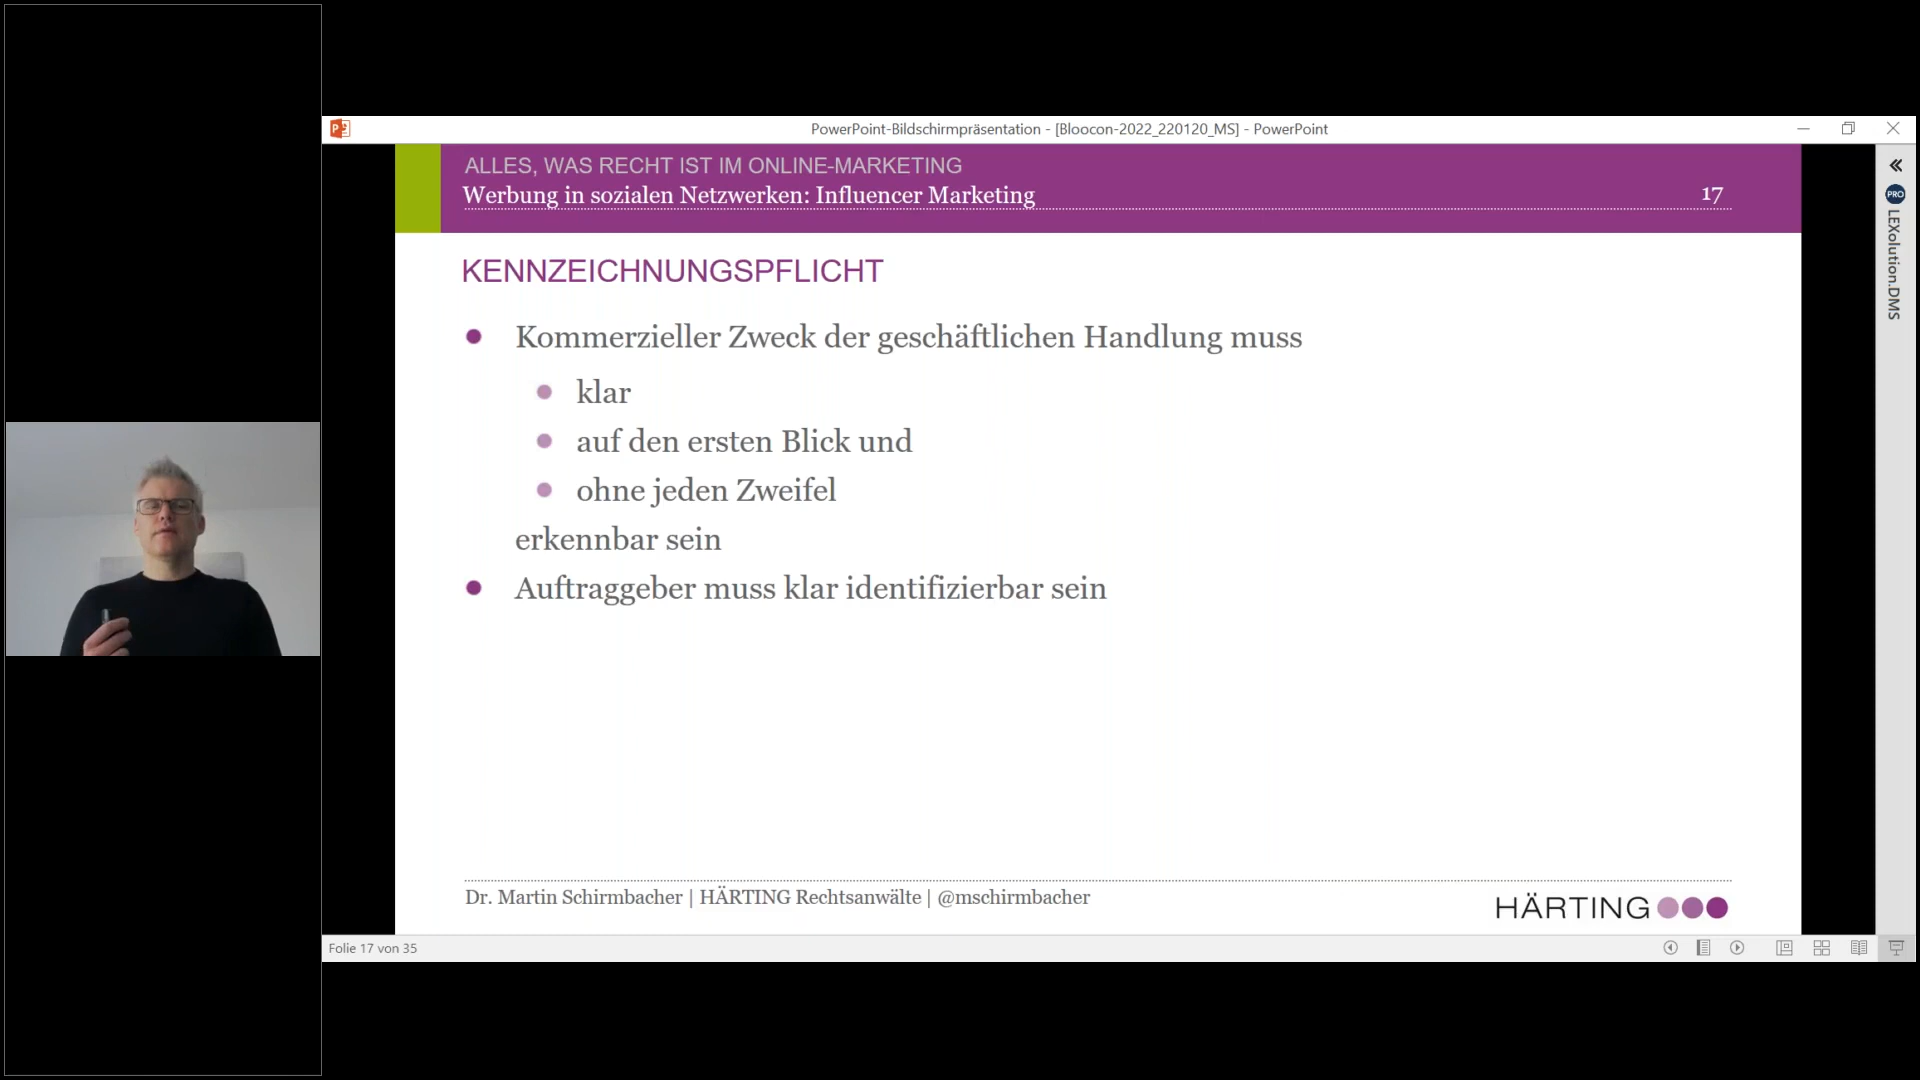 PowerPoint-Bildschirmpräsentation - [Bloocon-2022_220120_MS] - PowerPoint
ALLES, WAS RECHT IST IM ONLINE-MARKETING
Werbung in sozialen Netzwerken: Influencer Marketing
17
PRO
LEXolution.DMS
KENNZEICHNUNGSPFLICHT
Kommerzieller Zweck der geschäftlichen Handlung muss
klar
auf den ersten Blick und
ohne jeden Zweifel
erkennbar sein
Auftraggeber muss klar identifizierbar sein
Dr. Martin Schirmbacher | HÄRTING Rechtsanwälte | @mschirmbacher
HÄRTING
Folie 17 von 35